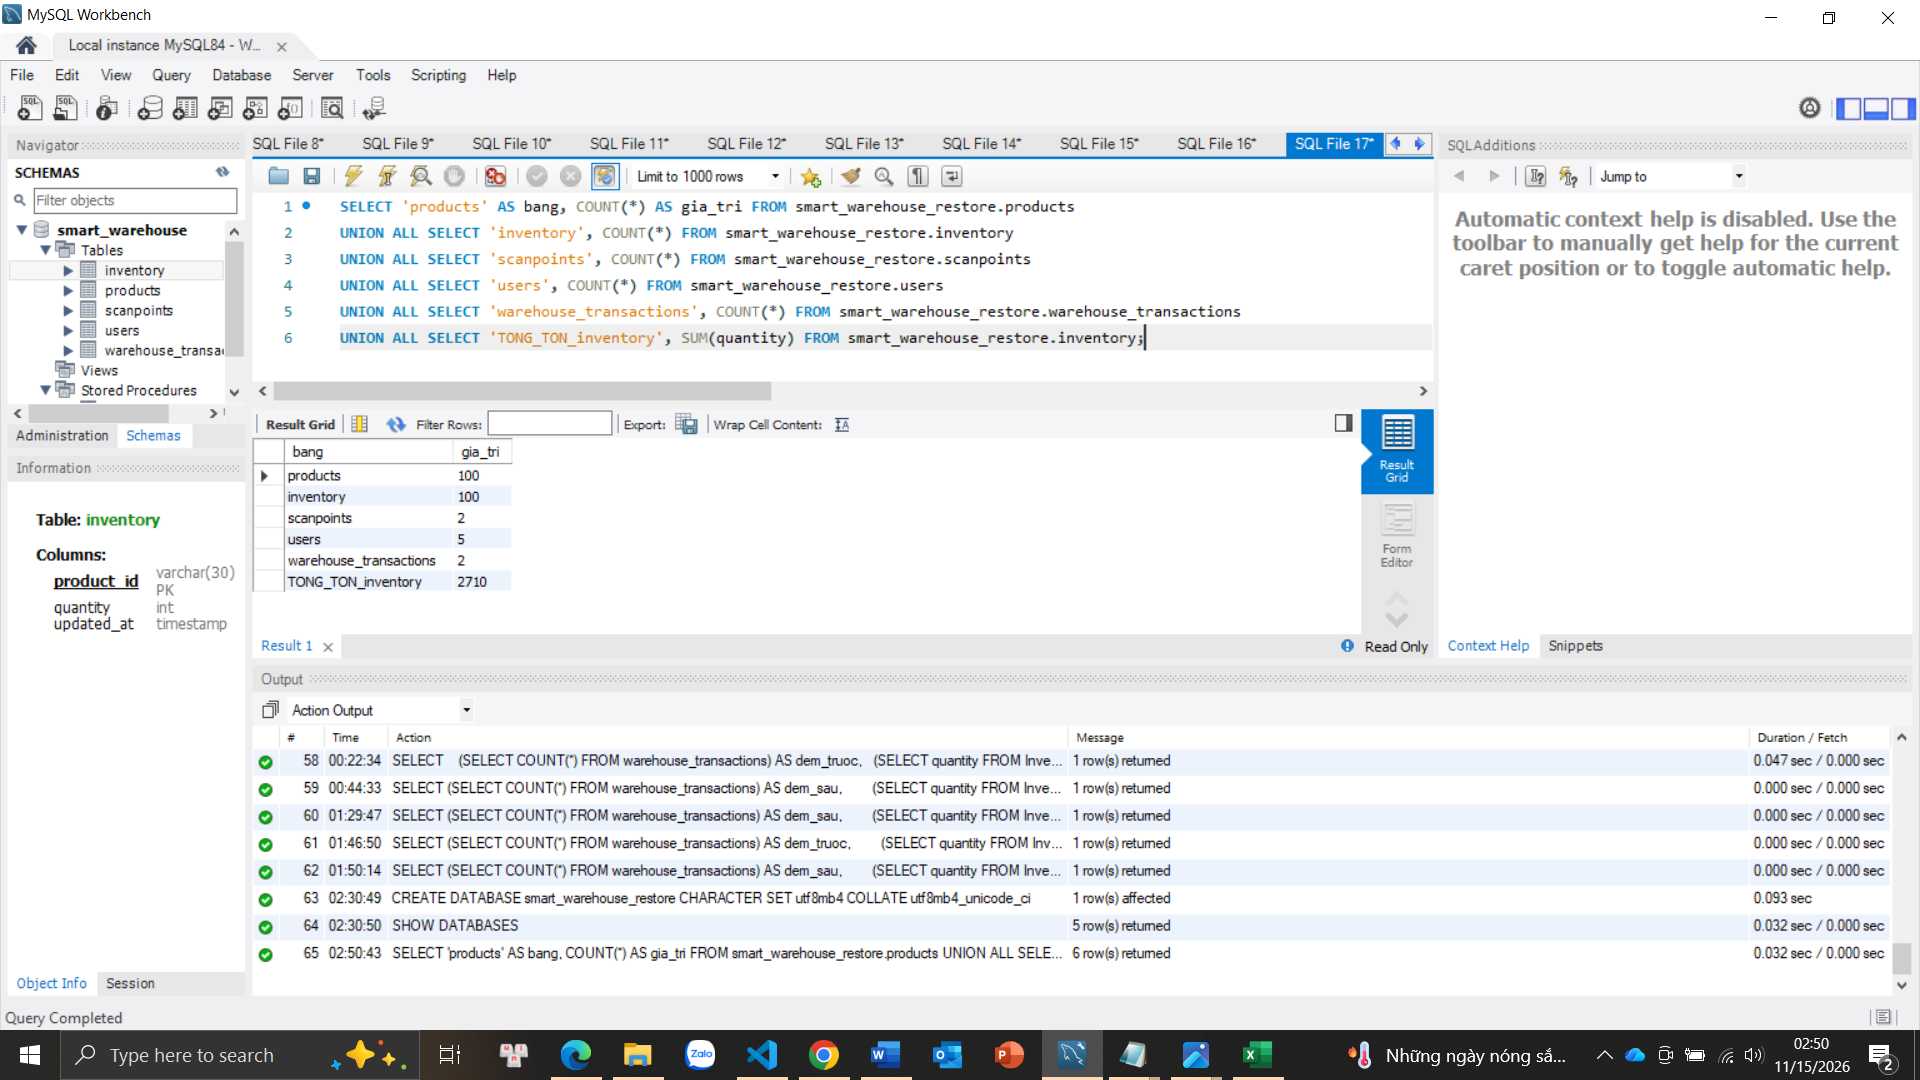 MySQL Workbench
Local instance MySQL84 - W...
File Edit View Query Database Server Tools Scripting Help
Navigator
SCHEMAS
Filter objects
smart_warehouse
Tables
inventory
products
scanpoints
users
warehouse_transa
Views
Stored Procedures
Administration Schemas
Information
Table: inventory
Columns:
product_id varchar(30) PK
quantity int
updated_at timestamp
Object Info Session
SQL File 8* SQL File 9* SQL File 10* SQL File 11* SQL File 12* SQL File 13* SQL File 14* SQL File 15* SQL File 16* SQL File 17*
Limit to 1000 rows
1 SELECT 'products' AS bang, COUNT(*) AS gia_tri FROM smart_warehouse_restore.products
2 UNION ALL SELECT 'inventory', COUNT(*) FROM smart_warehouse_restore.inventory
3 UNION ALL SELECT 'scanpoints', COUNT(*) FROM smart_warehouse_restore.scanpoints
4 UNION ALL SELECT 'users', COUNT(*) FROM smart_warehouse_restore.users
5 UNION ALL SELECT 'warehouse_transactions', COUNT(*) FROM smart_warehouse_restore.warehouse_transactions
6 UNION ALL SELECT 'TONG_TON_inventory', SUM(quantity) FROM smart_warehouse_restore.inventory;
Result Grid Filter Rows: Export: Wrap Cell Content:
bang gia_tri
products 100
inventory 100
scanpoints 2
users 5
warehouse_transactions 2
TONG_TON_inventory 2710
Result Grid
Form Editor
Result 1
Read Only
SQLAdditions
Jump to
Automatic context help is disabled. Use the
toolbar to manually get help for the current
caret position or to toggle automatic help.
Context Help Snippets
Output
Action Output
# Time Action Message Duration / Fetch
58 00:22:34 SELECT (SELECT COUNT(*) FROM warehouse_transactions) AS dem_truoc, (SELECT quantity FROM Inve... 1 row(s) returned 0.047 sec / 0.000 sec
59 00:44:33 SELECT (SELECT COUNT(*) FROM warehouse_transactions) AS dem_sau, (SELECT quantity FROM Inve... 1 row(s) returned 0.000 sec / 0.000 sec
60 01:29:47 SELECT (SELECT COUNT(*) FROM warehouse_transactions) AS dem_sau, (SELECT quantity FROM Inve... 1 row(s) returned 0.000 sec / 0.000 sec
61 01:46:50 SELECT (SELECT COUNT(*) FROM warehouse_transactions) AS dem_truoc, (SELECT quantity FROM Inv... 1 row(s) returned 0.000 sec / 0.000 sec
62 01:50:14 SELECT (SELECT COUNT(*) FROM warehouse_transactions) AS dem_sau, (SELECT quantity FROM Inve... 1 row(s) returned 0.000 sec / 0.000 sec
63 02:30:49 CREATE DATABASE smart_warehouse_restore CHARACTER SET utf8mb4 COLLATE utf8mb4_unicode_ci 1 row(s) affected 0.093 sec
64 02:30:50 SHOW DATABASES 5 row(s) returned 0.032 sec / 0.000 sec
65 02:50:43 SELECT 'products' AS bang, COUNT(*) AS gia_tri FROM smart_warehouse_restore.products UNION ALL SELE... 6 row(s) returned 0.032 sec / 0.000 sec
Query Completed
Type here to search
Zalo
Những ngày nóng sắ...
02:50
11/15/2026
2